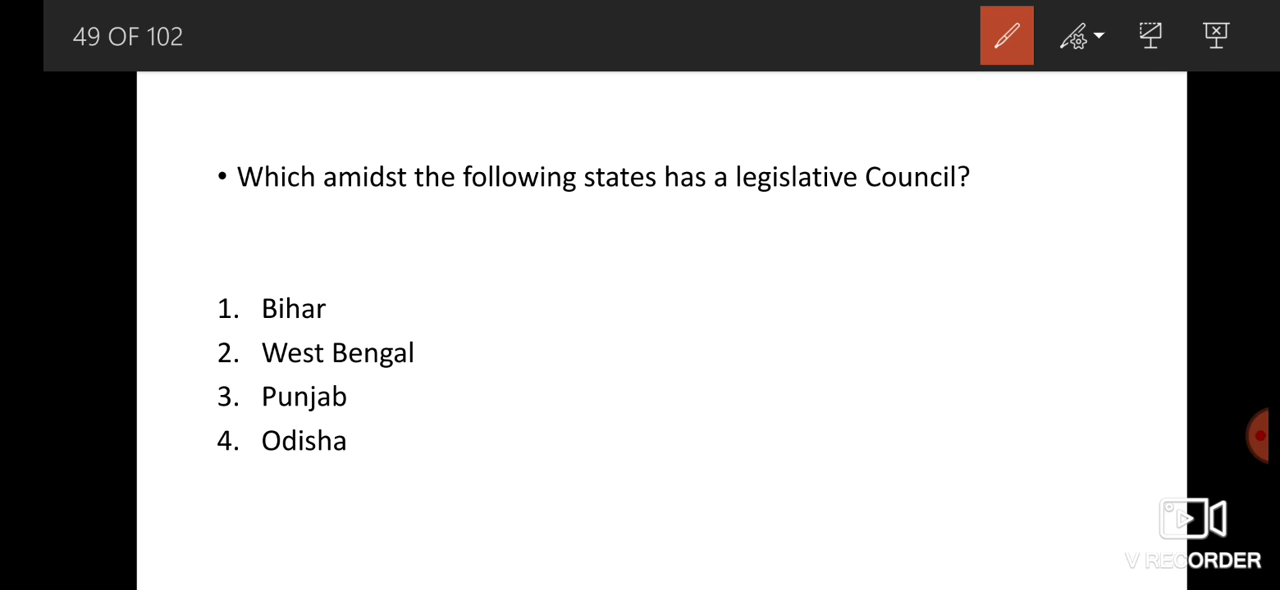 49 OF 102
• Which amidst the following states has a legislative Council?
1. Bihar
2. West Bengal
3. Punjab
4. Odisha
V RECORDER